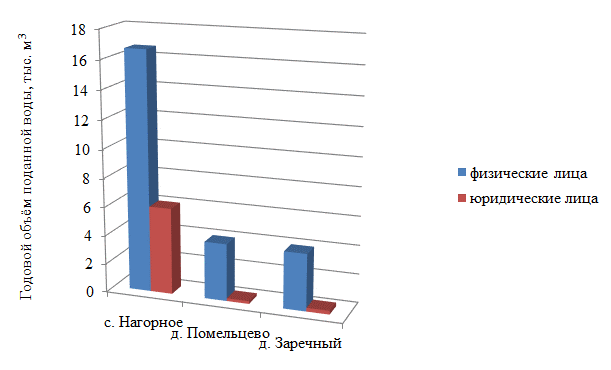 Годовой объём поданной воды, тыс. м³
18
16
14
12
10
8
6
4
2
0
с. Нагорное
д. Помельцево
д. Заречный
физические лица
юридические лица